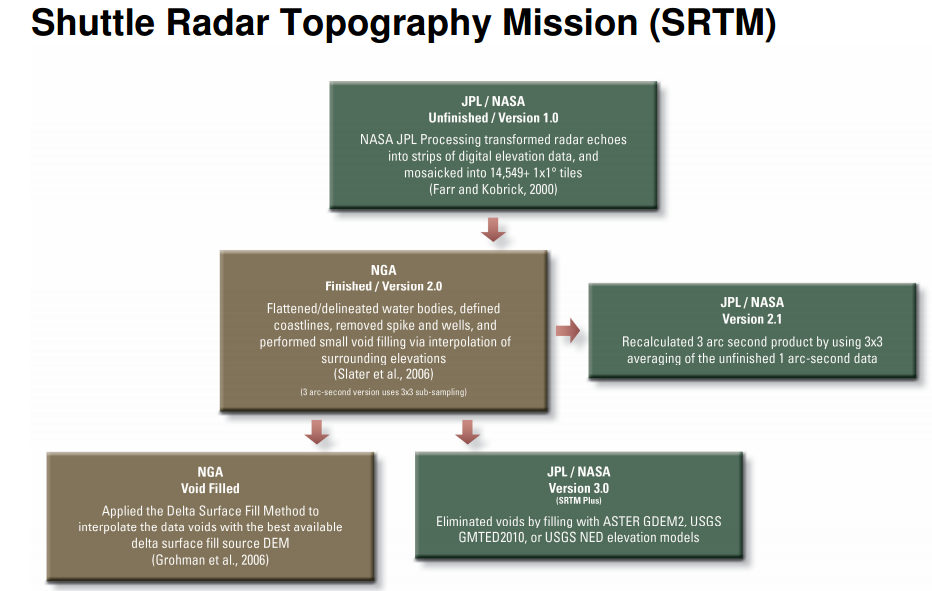 Shuttle Radar Topography Mission (SRTM)
JPL / NASA
Unfinished / Version 1.0
NASA JPL Processing transformed radar echoes
into strips of digital elevation data, and
mosaicked into 14,549+ 1x1° tiles
(Farr and Kobrick, 2000)
NGA
Finished / Version 2.0
Flattened/delineated water bodies, defined
coastlines, removed spike and wells, and
performed small void filling via interpolation of
surrounding elevations
(Slater et al., 2006)
(3 arc-second version uses 3x3 sub-sampling)
JPL / NASA
Version 2.1
Recalculated 3 arc second product by using 3x3
averaging of the unfinished 1 arc-second data
NGA
Void Filled
Applied the Delta Surface Fill Method to
interpolate the data voids with the best available
delta surface fill source DEM
(Grohman et al., 2006)
JPL / NASA
Version 3.0
(SRTM Plus)
Eliminated voids by filling with ASTER GDEM2, USGS
GMTED2010, or USGS NED elevation models